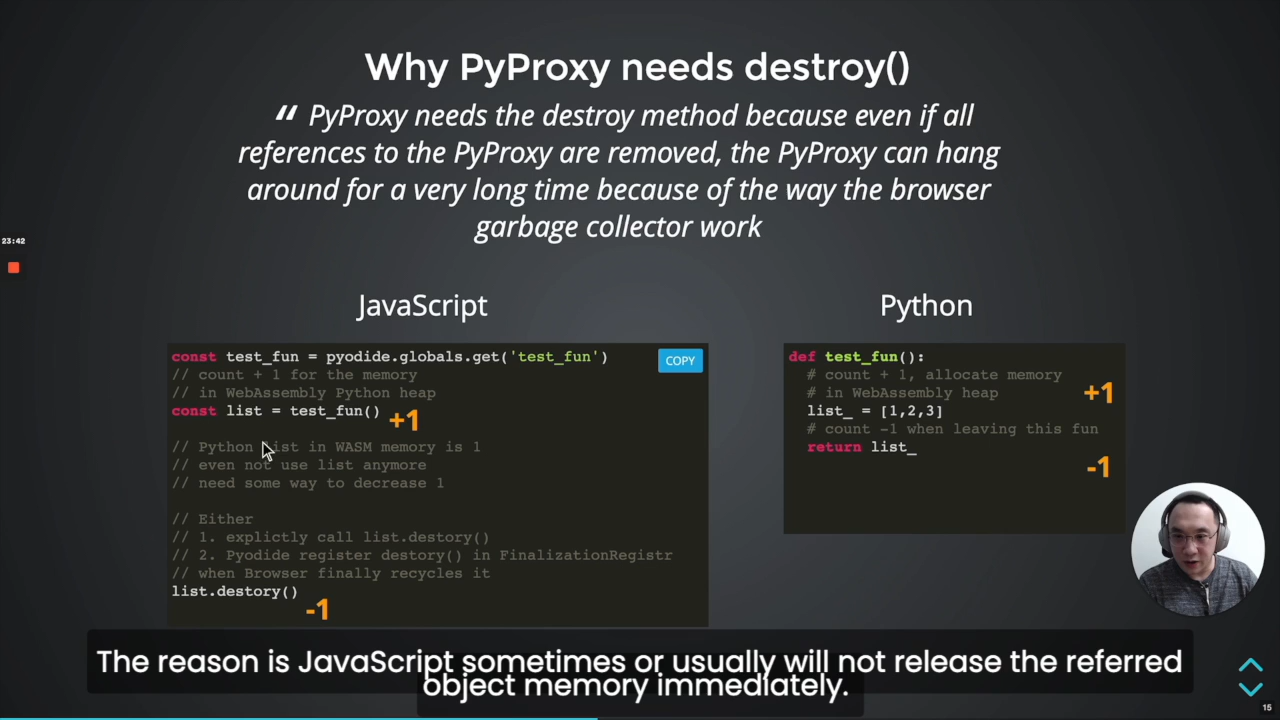 Why PyProxy needs destroy()
“ PyProxy needs the destroy method because even if all
references to the PyProxy are removed, the PyProxy can hang
around for a very long time because of the way the browser
garbage collector work
23:42
JavaScript
const test_fun = pyodide.globals.get('test_fun')
COPY
// count + 1 for the memory
// in WebAssembly Python heap
const list = test_fun()
+1
// Python list in WASM memory is 1
// even not use list anymore
// need some way to decrease 1
// Either
// 1. explictly call list.destory()
// 2. Pyodide register destory() in FinalizationRegistr
// when Browser finally recycles it
list.destory()
-1
Python
def test_fun():
# count + 1, allocate memory
# in WebAssembly heap
+1
list_ = [1,2,3]
# count -1 when leaving this fun
return list_
-1
The reason is JavaScript sometimes or usually will not release the referred
object memory immediately.
15